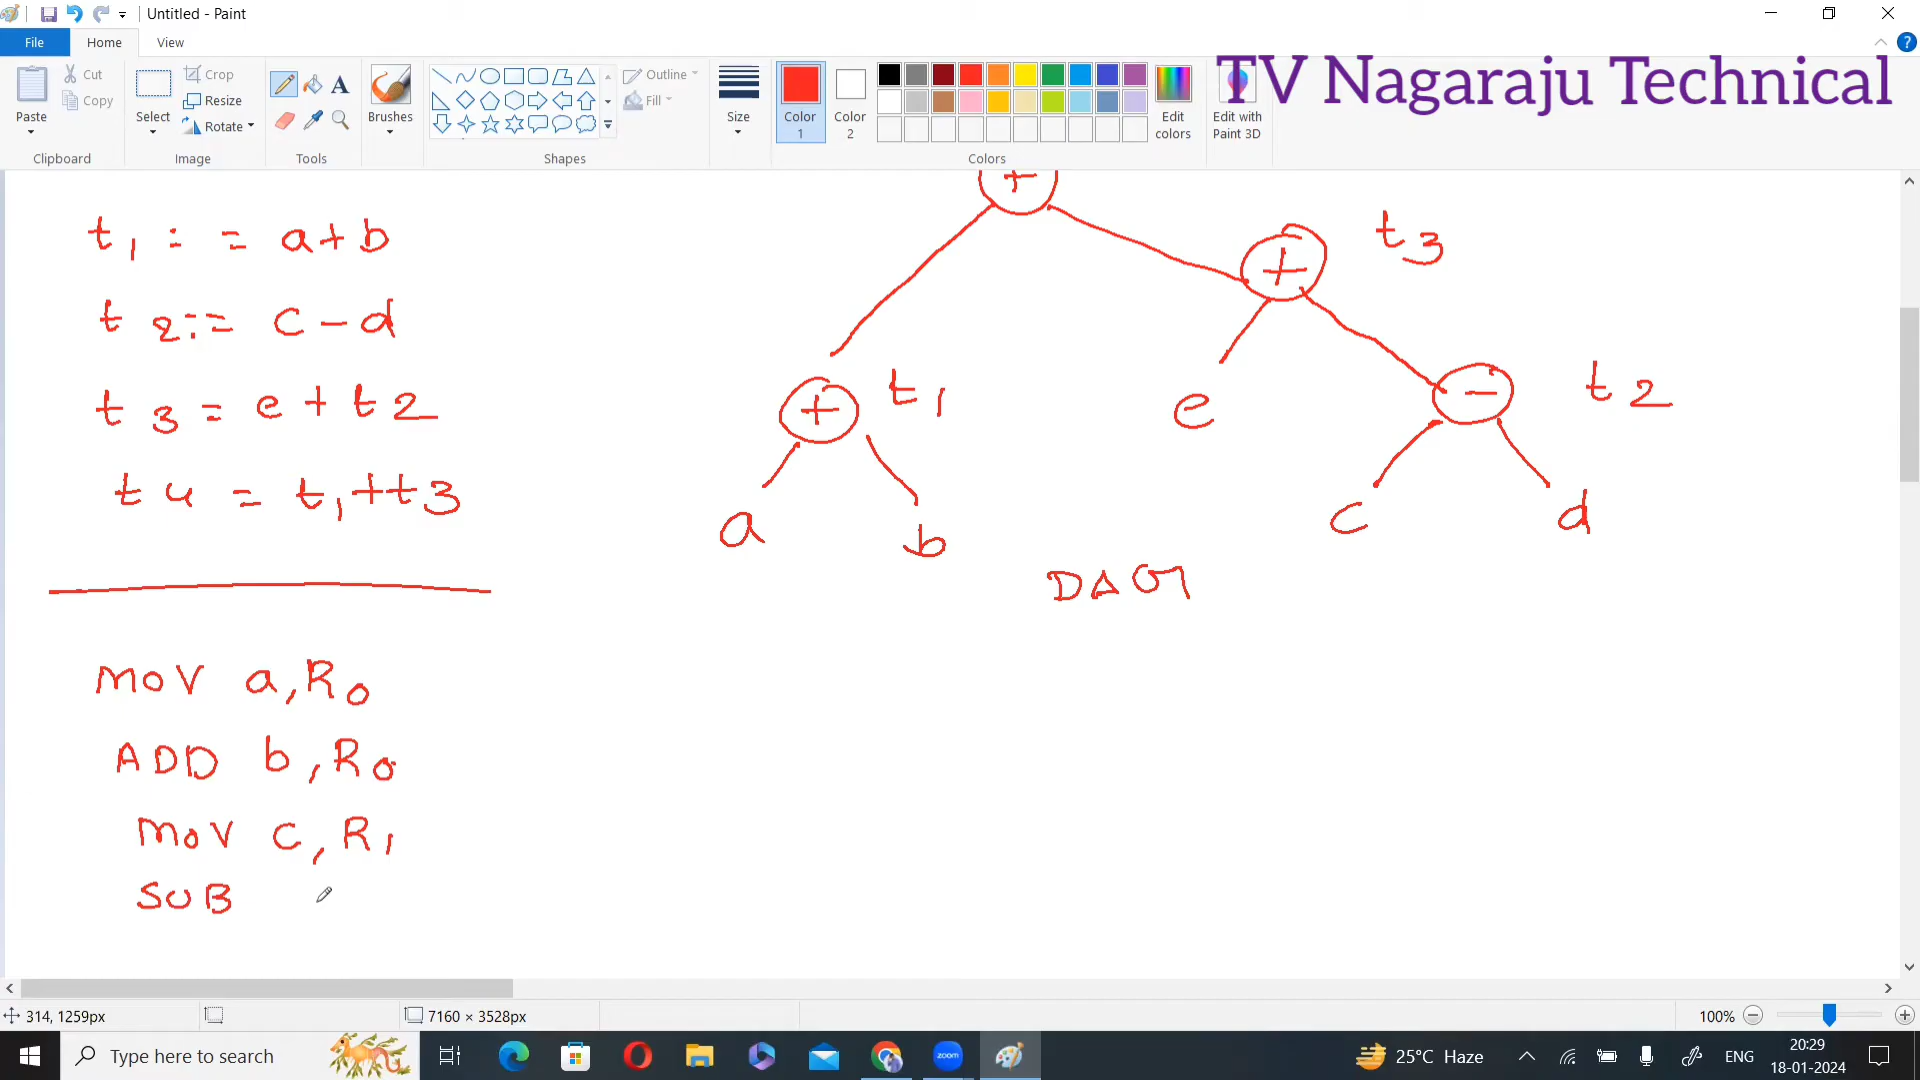 Untitled - Paint
File Home View
Paste
Cut
Copy
Clipboard
Select
Crop
Resize
Rotate
Image
Tools
Brushes
Shapes
Outline
Fill
Size
Color 1
Color 2
Colors
Edit colors
Edit with Paint 3D
TV Nagaraju Technical
t1 : = a+b
t2:= c-d
t3 = e+t2
t4 = t1+t3
MOV a,R0
ADD b,R0
MOV c,R1
SUB
+
+ t3
+ t1
e
- t2
a b
c d
DAG
314, 1259px
7160 × 3528px
100%
Type here to search
zoom
25°C Haze
ENG
20:29
18-01-2024